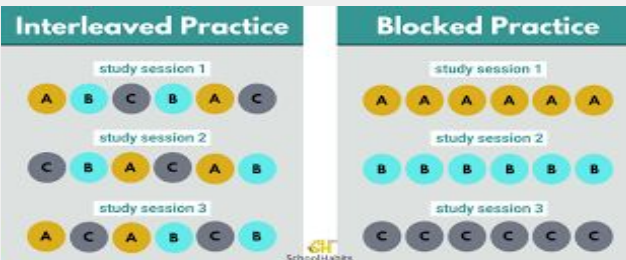 Interleaved Practice
study session 1
A B C B A C
study session 2
C B A C A B
study session 3
A C A B C B
Blocked Practice
study session 1
A A A A A A
study session 2
B B B B B B
study session 3
C C C C C C
SH
SchoolHabits